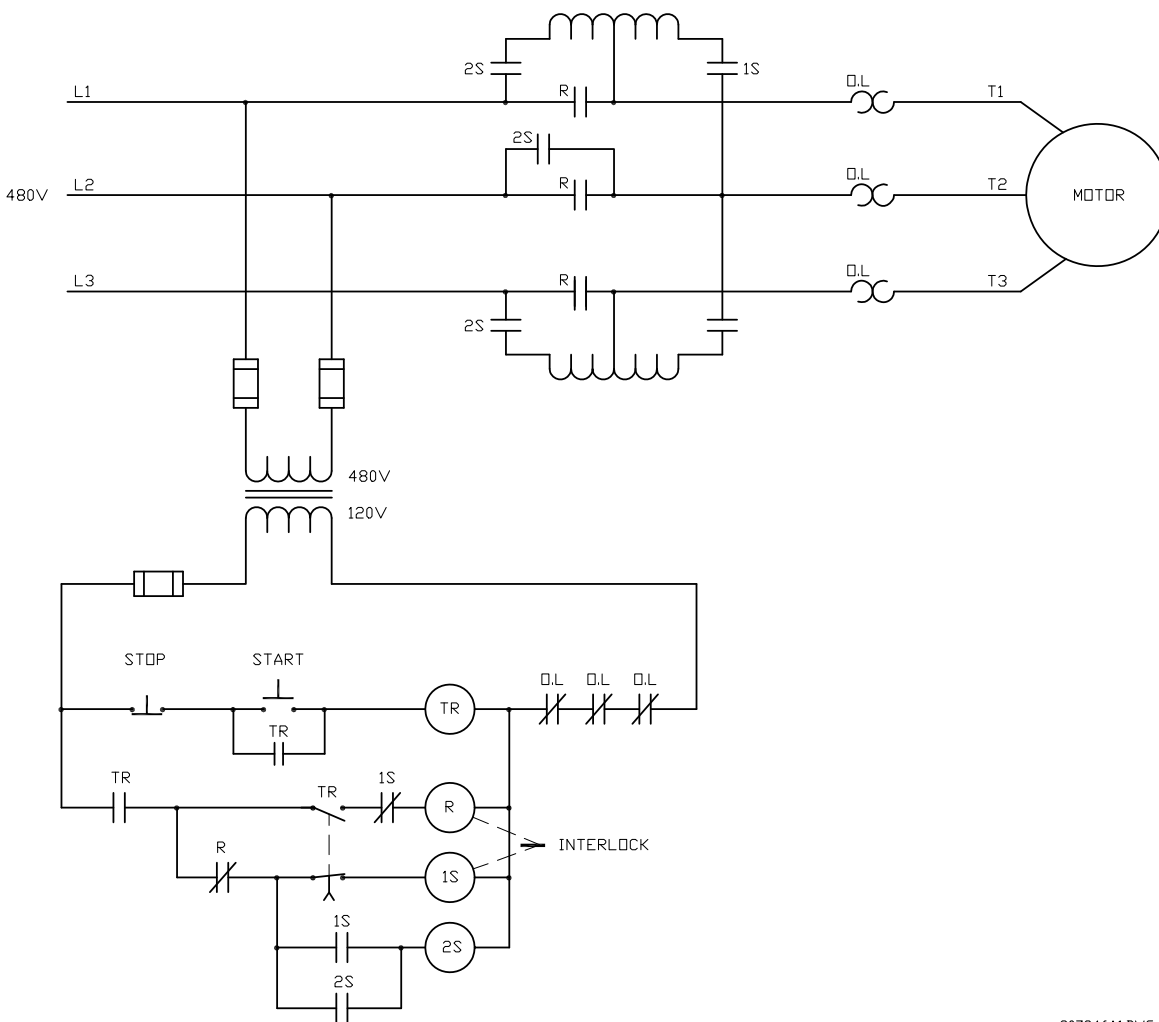 2S
1S
L1
R
O.L
T1
2S
480V
L2
R
O.L
T2
MOTOR
L3
R
O.L
T3
2S
480V
120V
STOP
START
O.L
O.L
O.L
TR
TR
TR
TR
1S
R
R
INTERLOCK
1S
1S
2S
2S